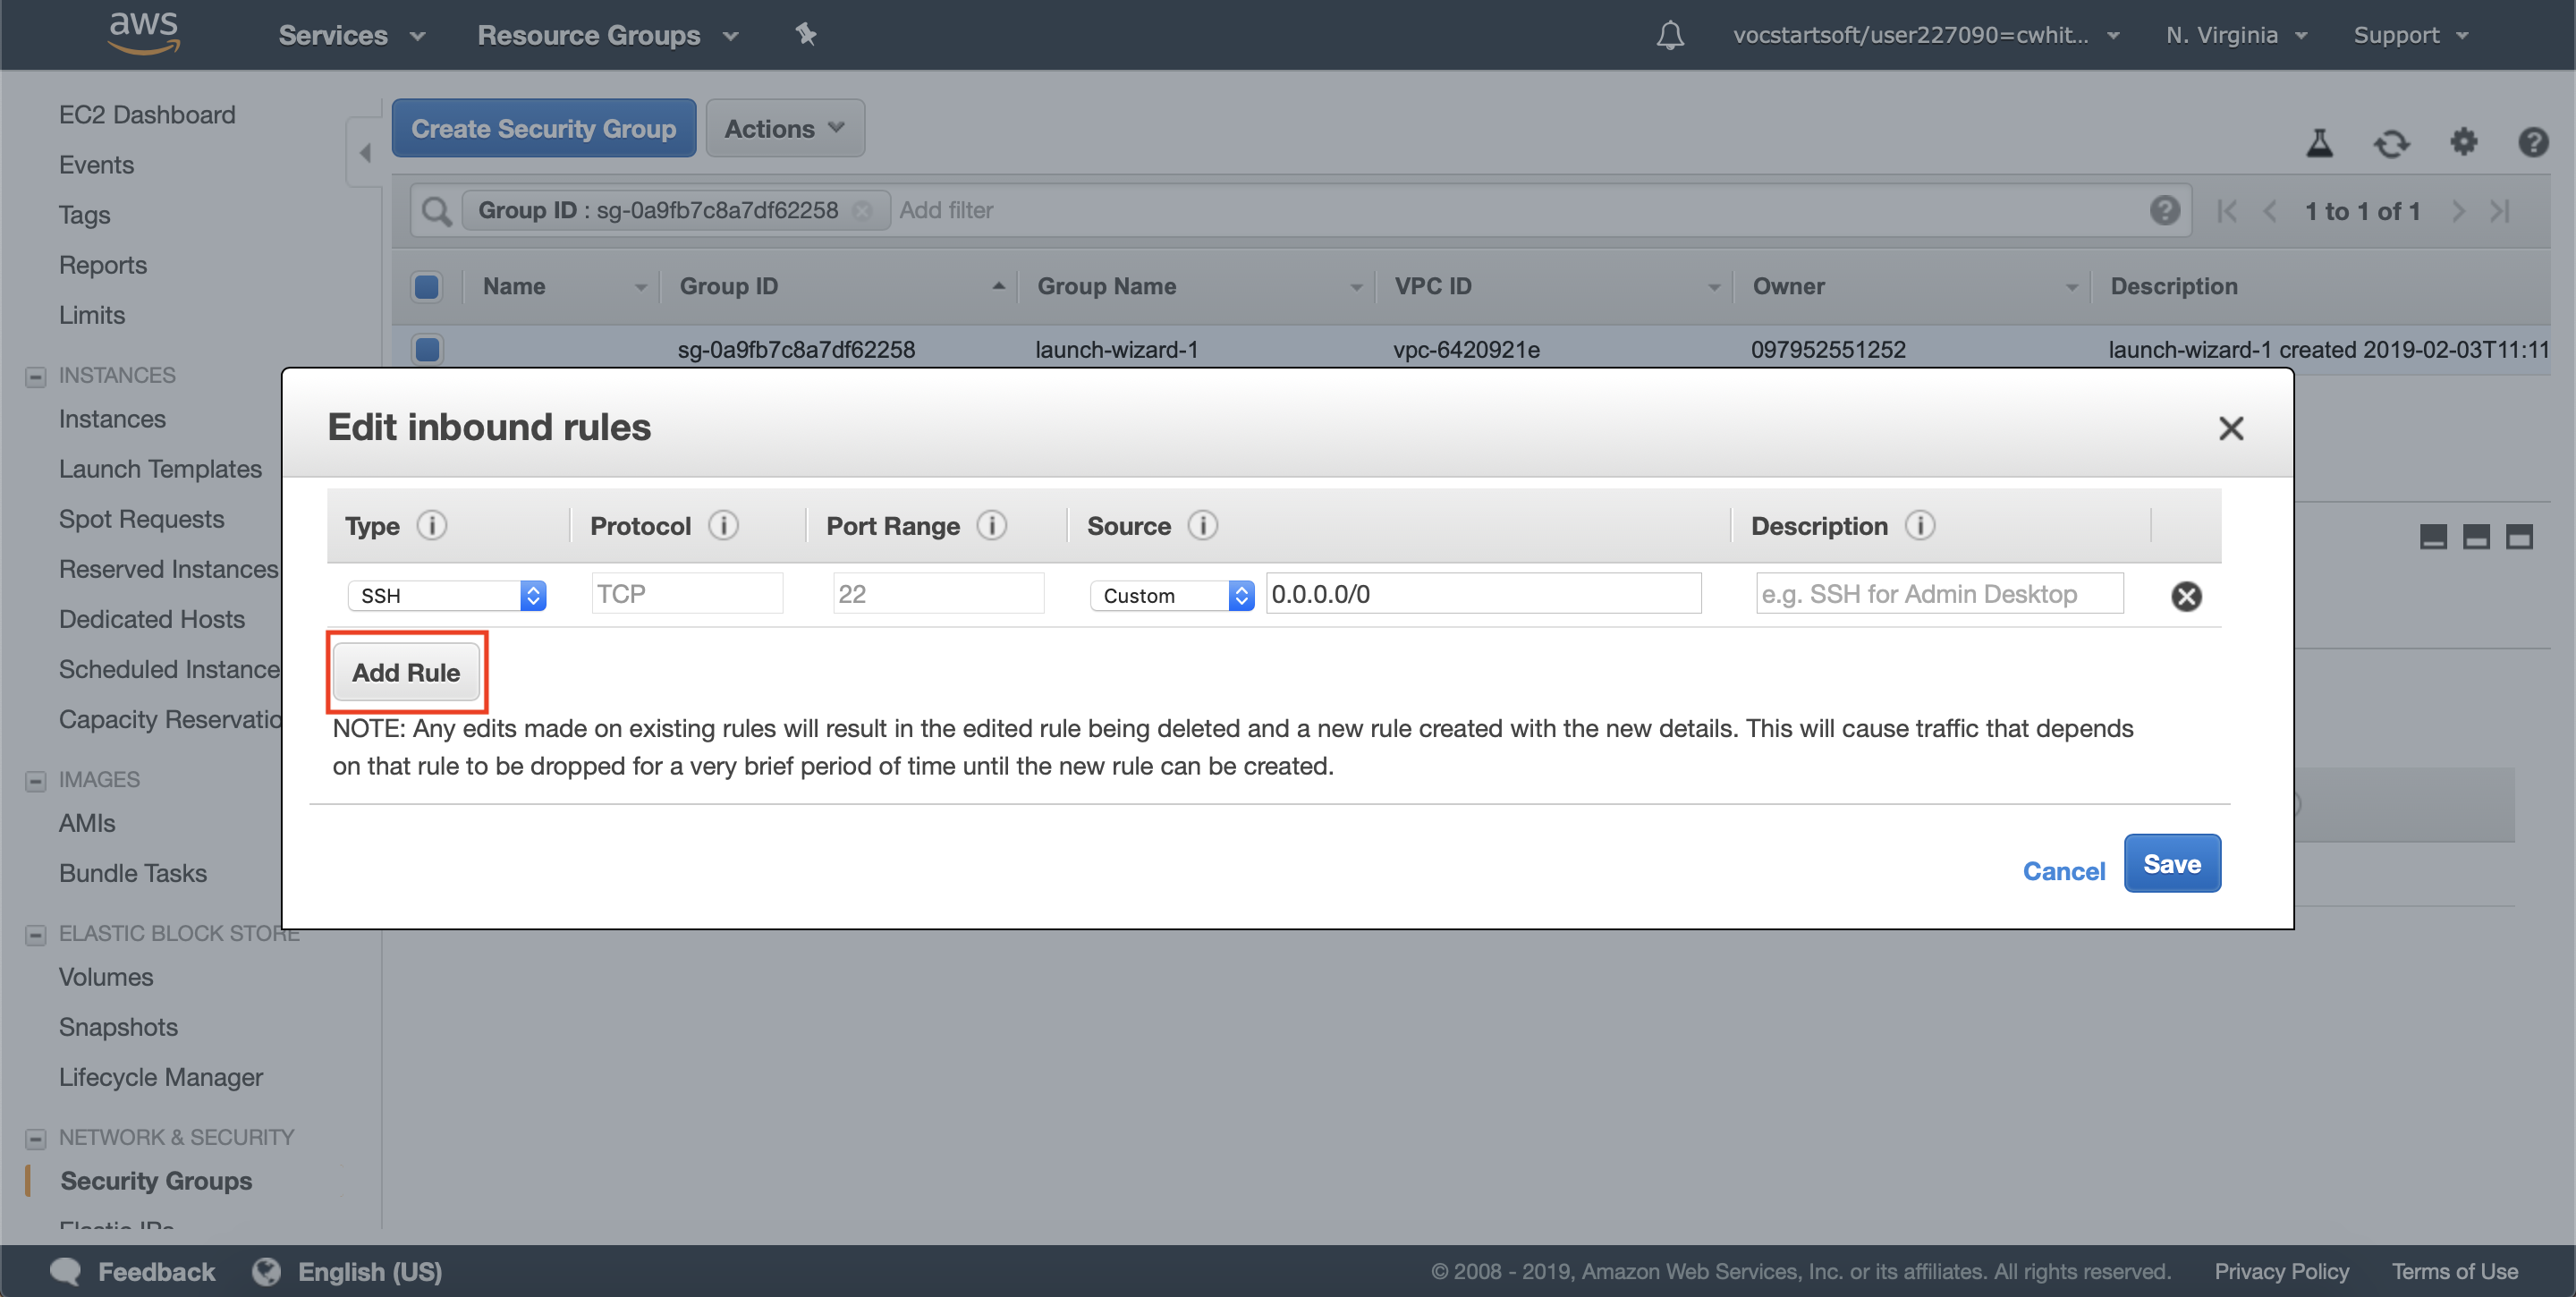 aws Services Resource Groups vocstartsoft/user227090=cwhit... N. Virginia Support
EC2 Dashboard
Events
Tags
Reports
Limits
INSTANCES
Instances
Launch Templates
Spot Requests
Reserved Instances
Dedicated Hosts
Scheduled Instance
Capacity Reservatio
IMAGES
AMIs
Bundle Tasks
ELASTIC BLOCK STORE
Volumes
Snapshots
Lifecycle Manager
NETWORK & SECURITY
Security Groups
Elastic IPs
Create Security Group Actions
Group ID : sg-0a9fb7c8a7df62258 Add filter 1 to 1 of 1
Name Group ID Group Name VPC ID Owner Description
sg-0a9fb7c8a7df62258 launch-wizard-1 vpc-6420921e 097952551252 launch-wizard-1 created 2019-02-03T11:11
Edit inbound rules
Type Protocol Port Range Source Description
SSH TCP 22 Custom 0.0.0.0/0 e.g. SSH for Admin Desktop
Add Rule
NOTE: Any edits made on existing rules will result in the edited rule being deleted and a new rule created with the new details. This will cause traffic that depends
on that rule to be dropped for a very brief period of time until the new rule can be created.
Cancel Save
Feedback English (US) © 2008 - 2019, Amazon Web Services, Inc. or its affiliates. All rights reserved. Privacy Policy Terms of Use